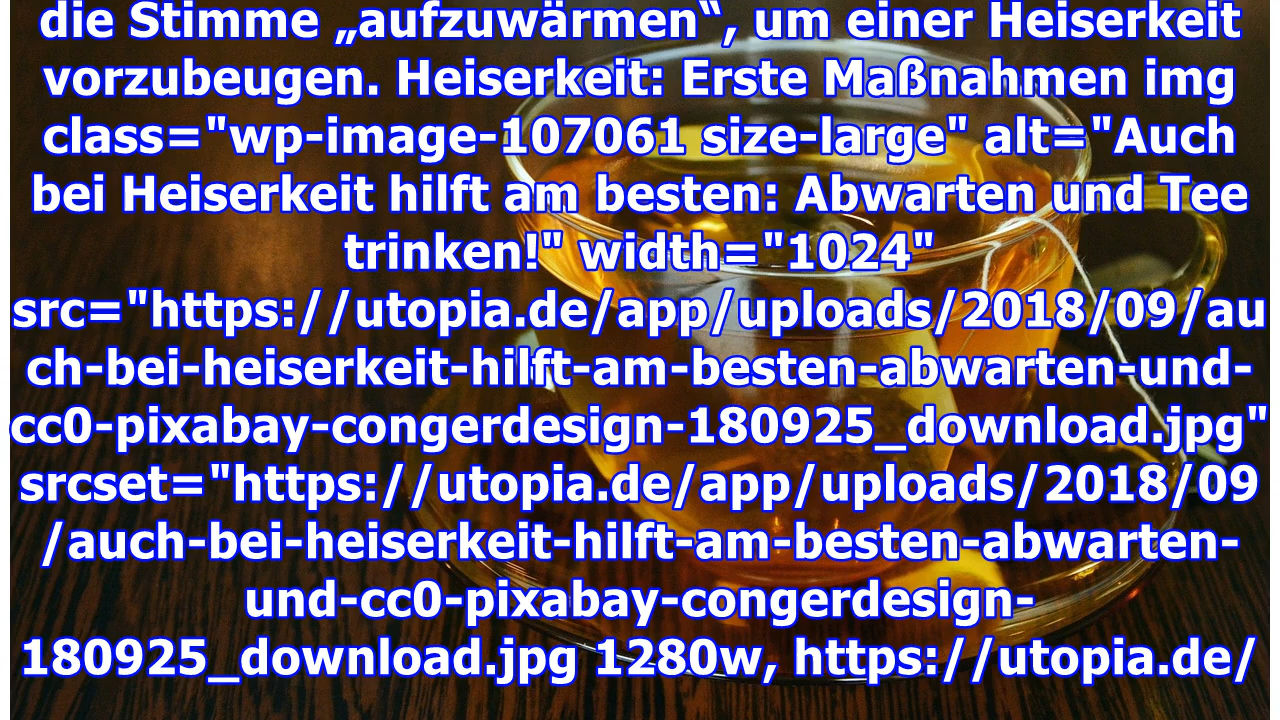 die Stimme „aufzuwärmen“, um einer Heiserkeit
vorzubeugen. Heiserkeit: Erste Maßnahmen img
class="wp-image-107061 size-large" alt="Auch
bei Heiserkeit hilft am besten: Abwarten und Tee
trinken!" width="1024"
src="https://utopia.de/app/uploads/2018/09/au
ch-bei-heiserkeit-hilft-am-besten-abwarten-und-
cc0-pixabay-congerdesign-180925_download.jpg"
srcset="https://utopia.de/app/uploads/2018/09
/auch-bei-heiserkeit-hilft-am-besten-abwarten-
und-cc0-pixabay-congerdesign-
180925_download.jpg 1280w, https://utopia.de/